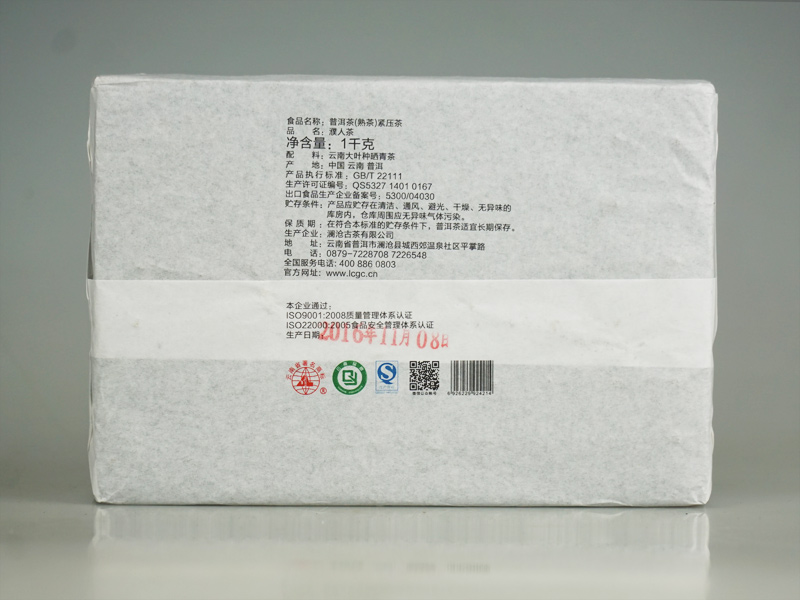 食品名称：普洱茶(熟茶)紧压茶
品　　名：濮人茶
净含量：1千克
配　　料：云南大叶种晒青茶
产　　地：中国 云南 普洱
产品执行标准：GB/T 22111
生产许可证编号：QS5327 1401 0167
出口食品生产企业备案号：5300/04030
贮存条件：产品应贮存在清洁、通风、避光、干燥、无异味的
库房内，仓库周围应无异味气体污染。
保 质 期：在符合本标准的贮存条件下，普洱茶适宜长期保存。
生产企业：澜沧古茶有限公司
地　　址：云南省普洱市澜沧县城西郊温泉社区平掌路
电　　话：0879-7228708 7226548
全国服务电话：400 886 0803
官方网址：www.lcgc.cn
本企业通过：
ISO9001:2008质量管理体系认证
ISO22000:2005食品安全管理体系认证
生产日期：2016年11月08日
云南省著名商标
6926229924214